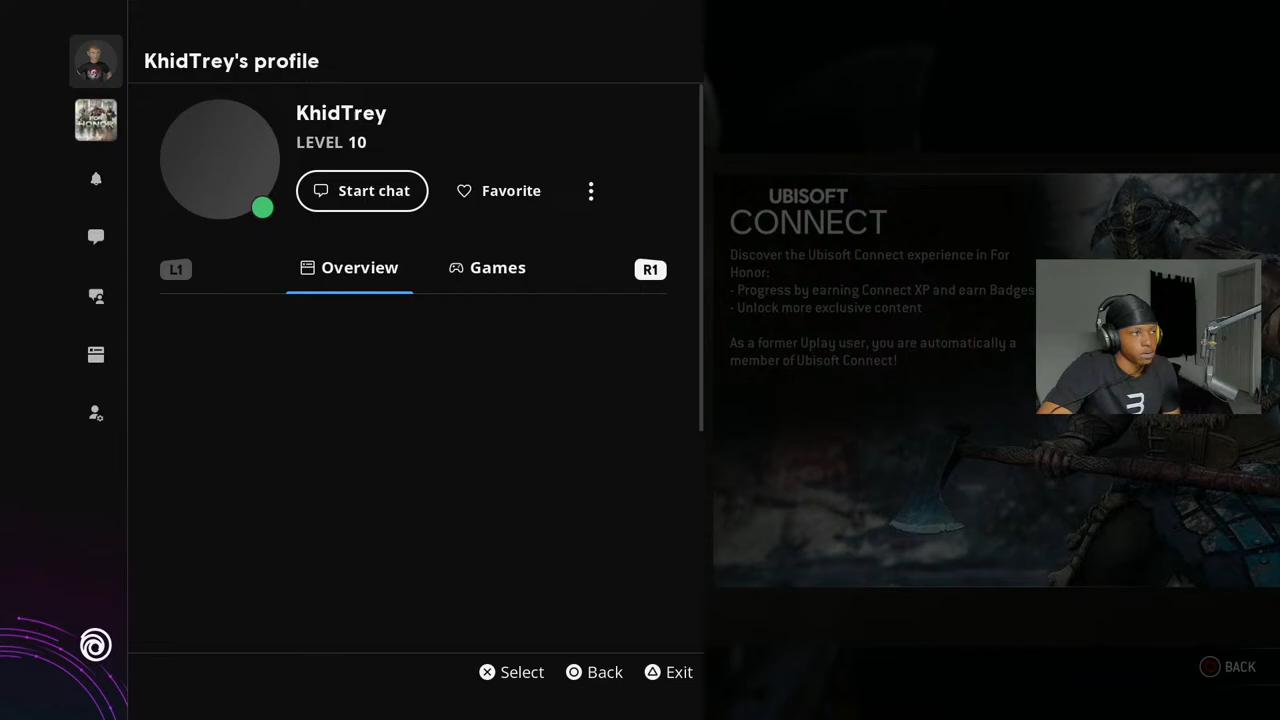 KhidTrey's profile
KhidTrey
LEVEL 10
Start chat
Favorite
L1
Overview
Games
R1
Select
Back
Exit
FOR HONOR
UBISOFT
CONNECT
Discover the Ubisoft Connect experience in For
Honor:
- Progress by earning Connect XP and earn Badges
- Unlock more exclusive content
As a former Uplay user, you are automatically a
member of Ubisoft Connect!
BACK